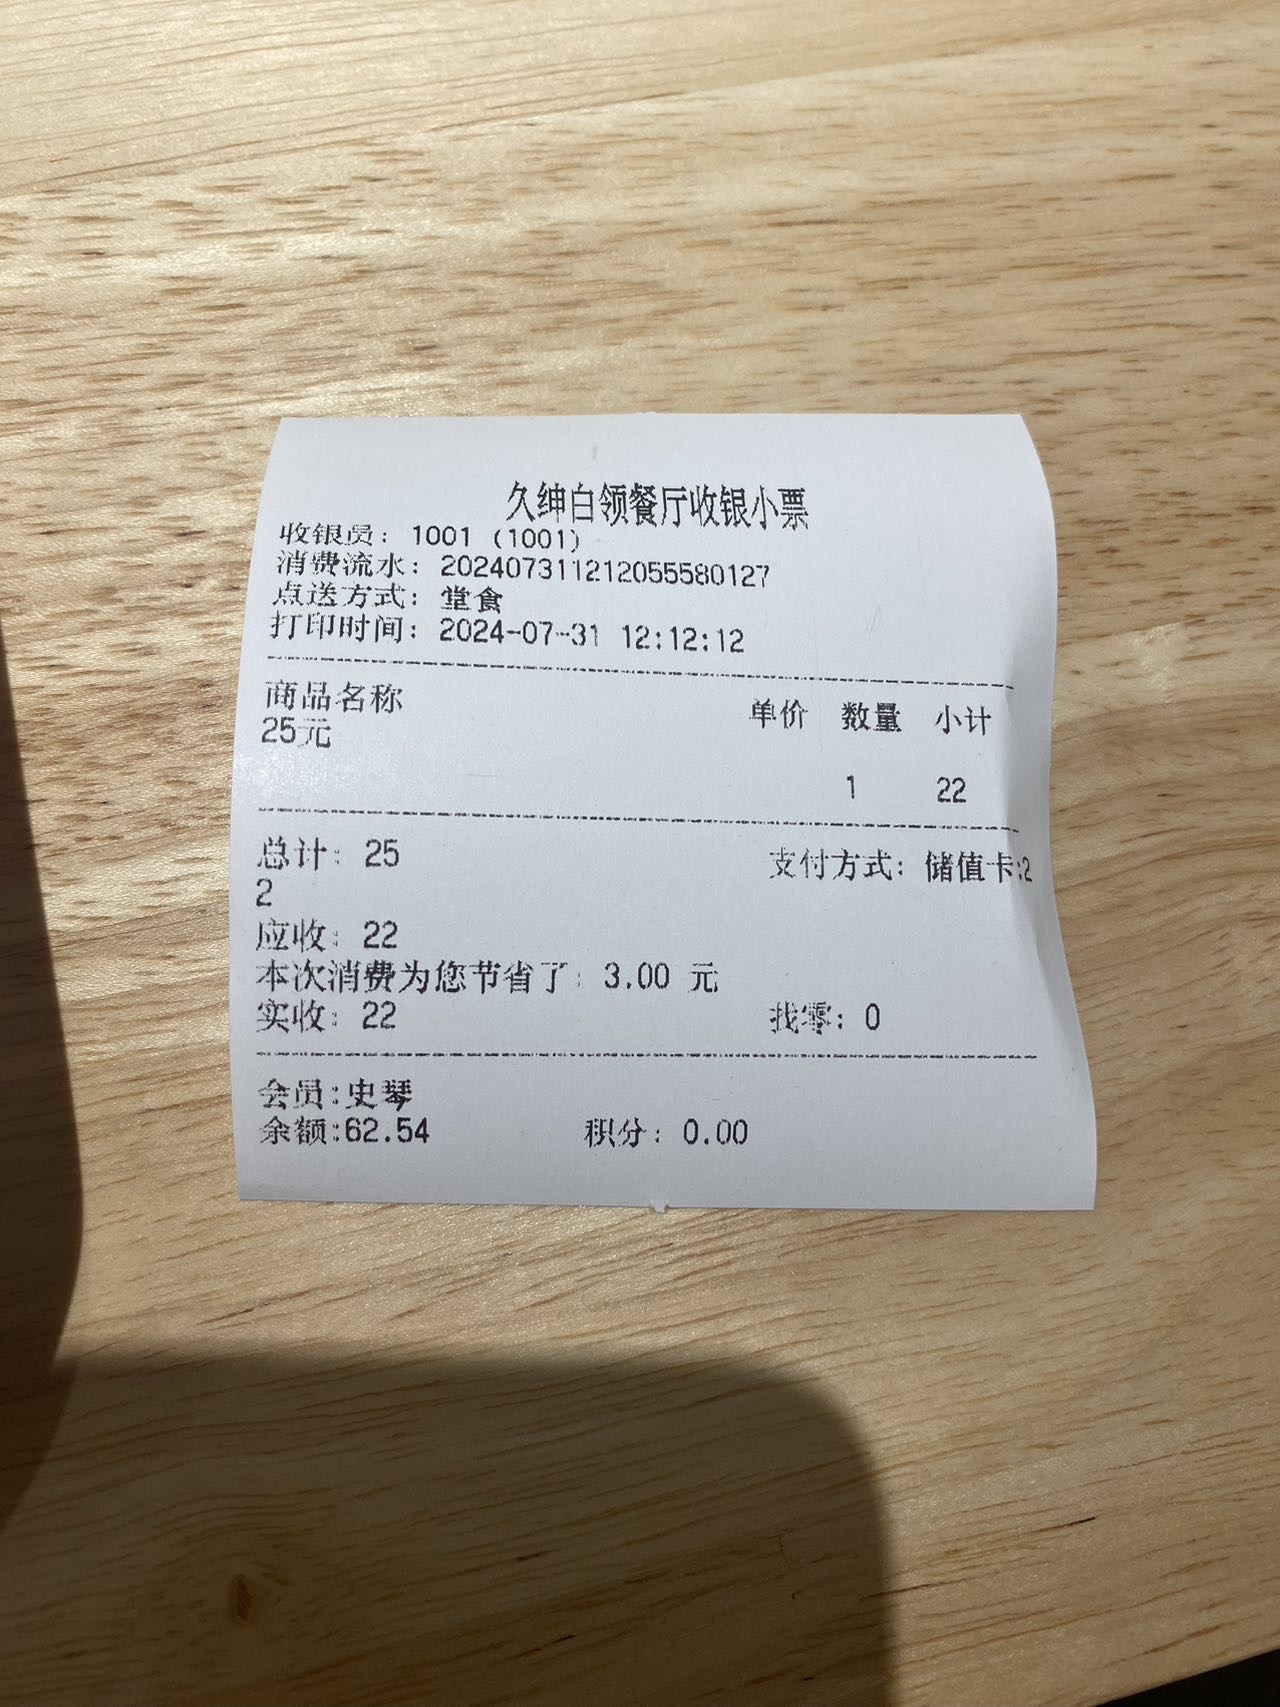 久绅白领餐厅收银小票
收银员: 1001 (1001)
消费流水: 2024073112120555580127
点送方式: 堂食
打印时间: 2024-07-31 12:12:12
商品名称 单价 数量 小计
25元
1 22
总计: 25 支付方式: 储值卡:2
2
应收: 22
本次消费为您节省了: 3.00 元
实收: 22 找零: 0
会员:史琴
余额:62.54 积分: 0.00